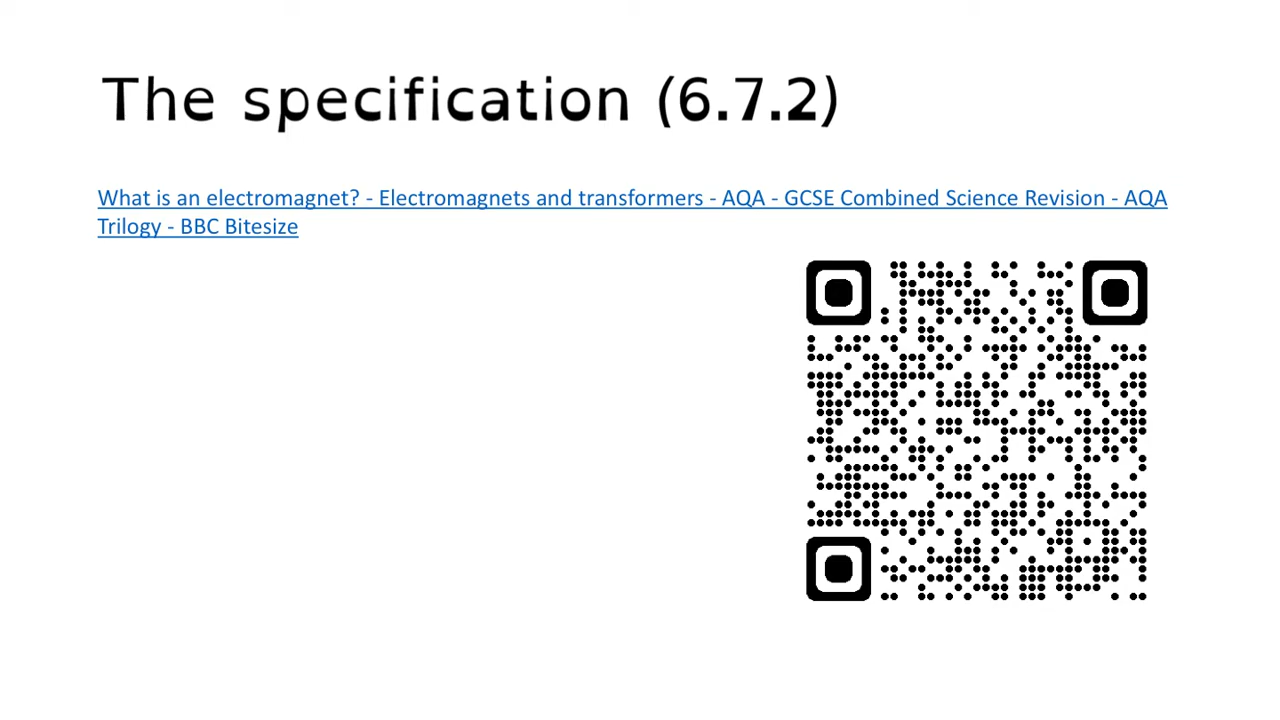 The specification (6.7.2)
What is an electromagnet? - Electromagnets and transformers - AQA - GCSE Combined Science Revision - AQA
Trilogy - BBC Bitesize